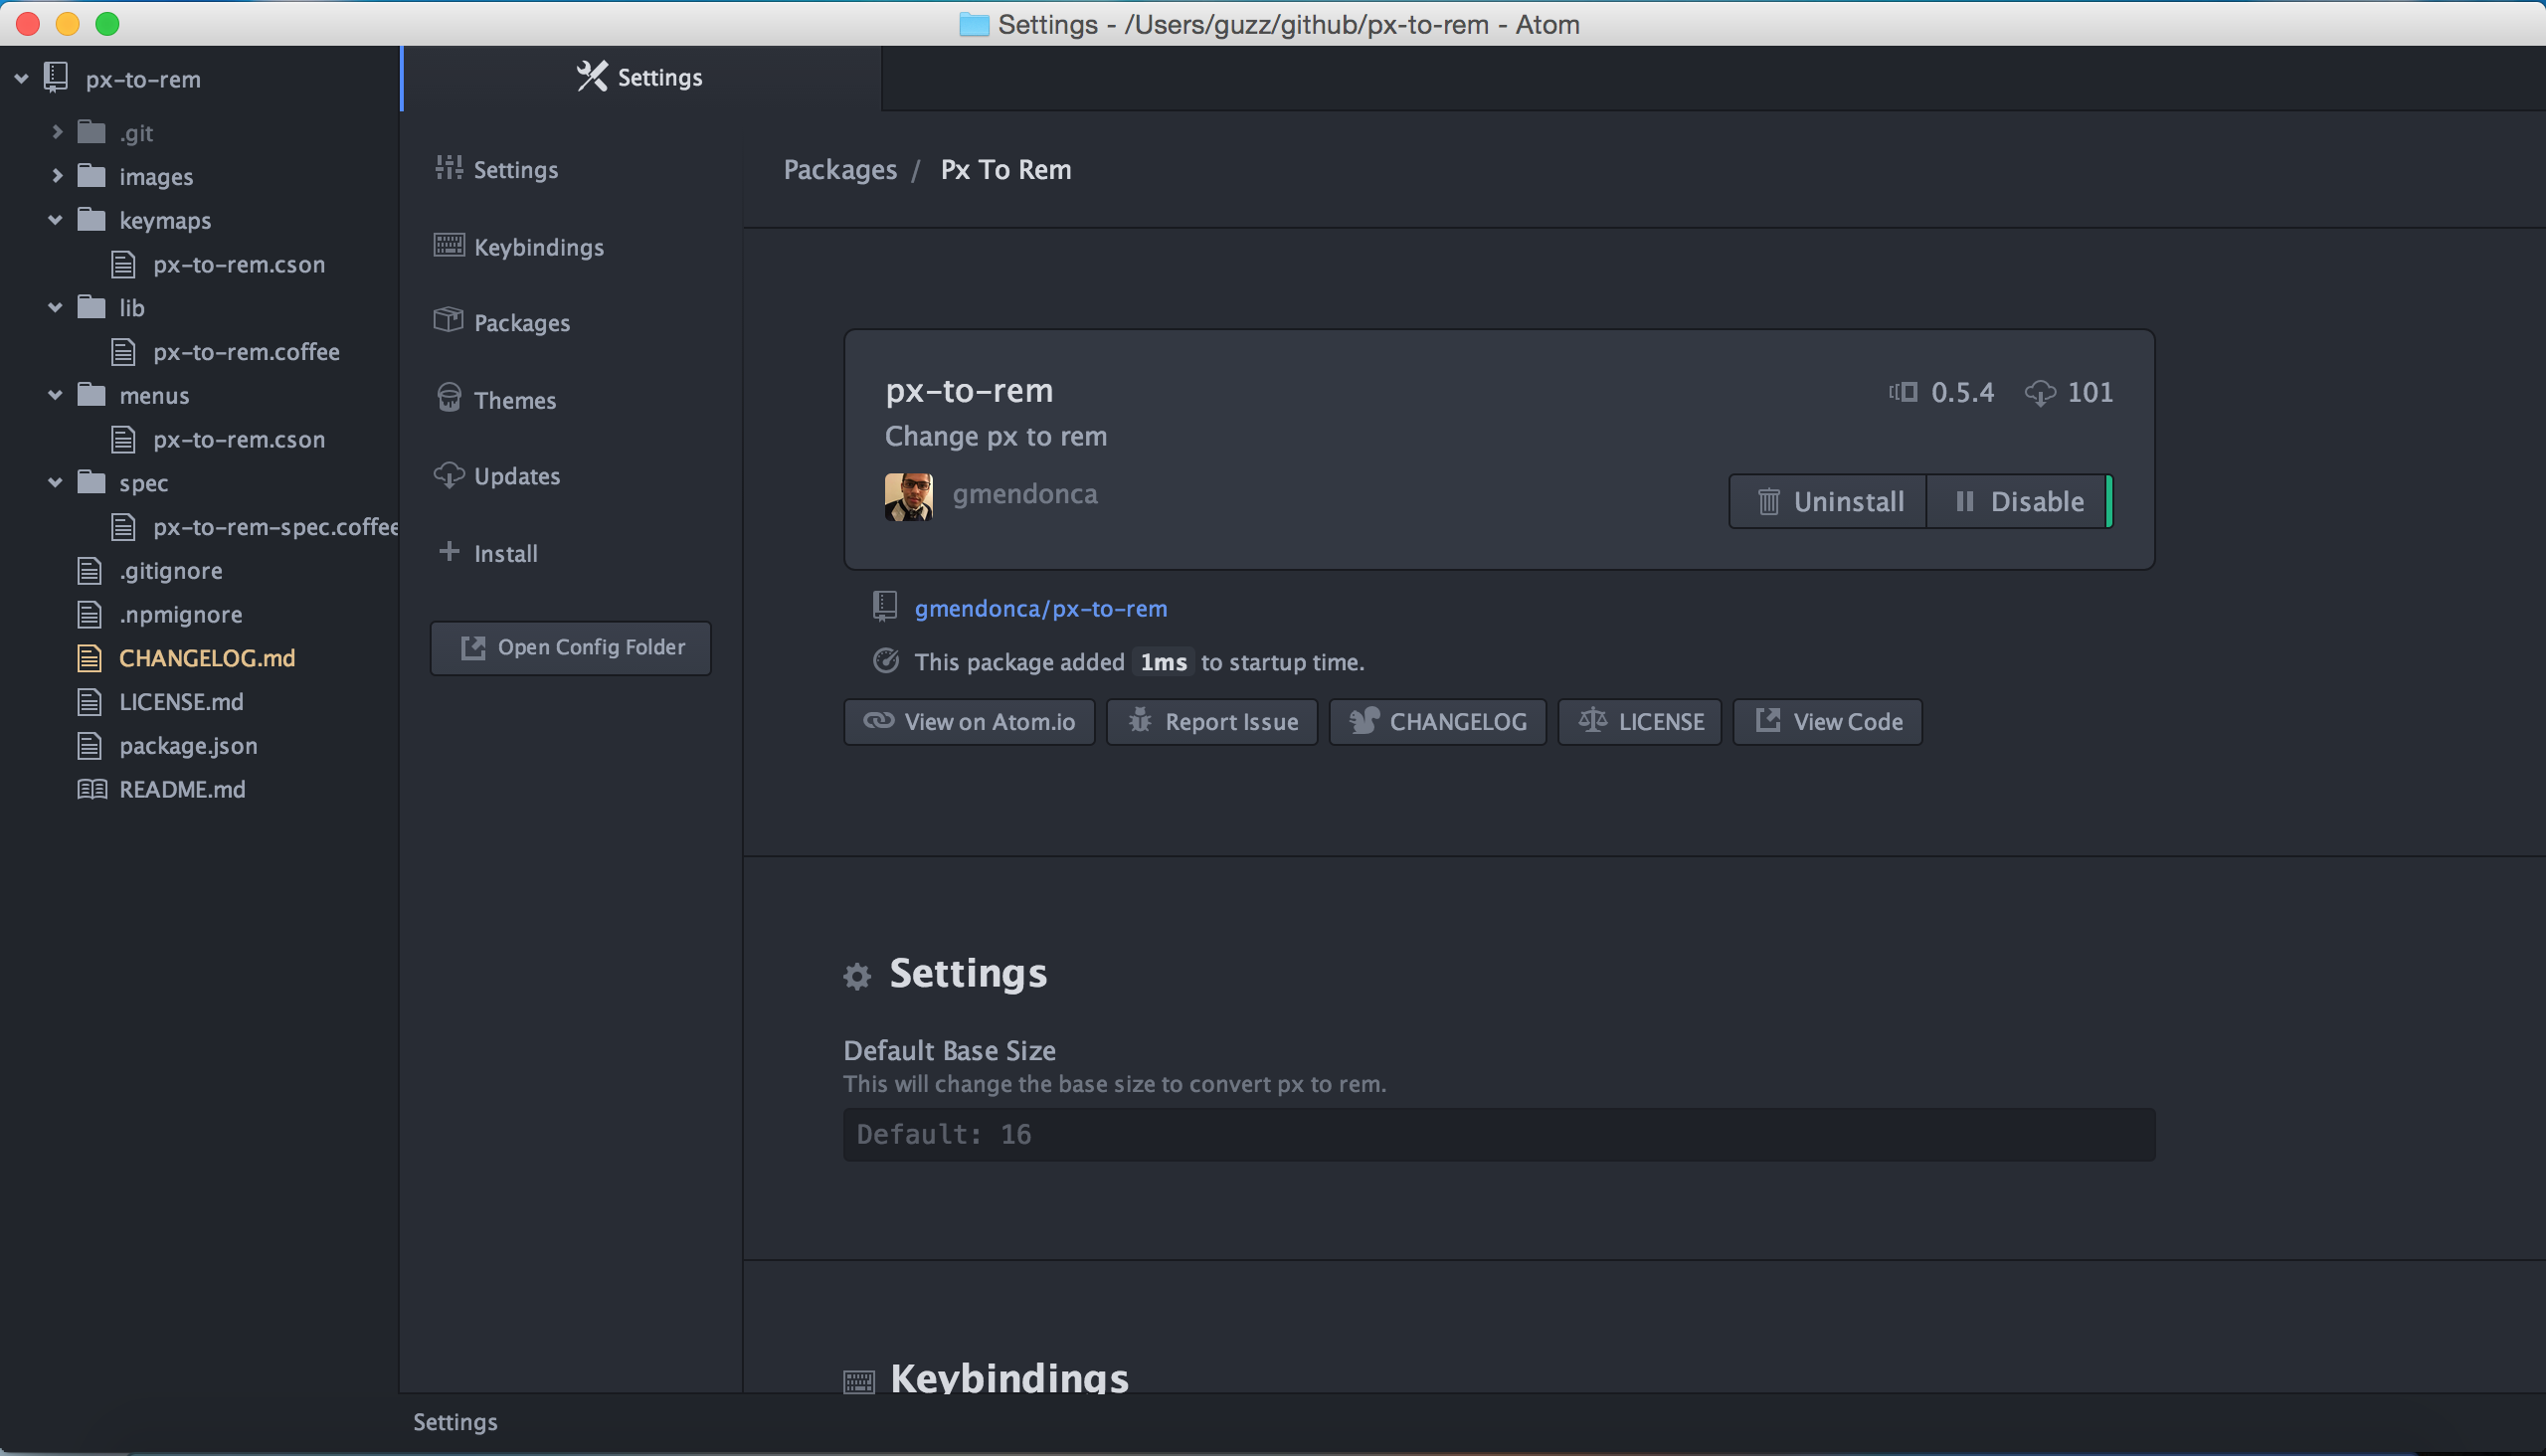 Settings - /Users/guzz/github/px-to-rem - Atom
px-to-rem
.git
images
keymaps
px-to-rem.cson
lib
px-to-rem.coffee
menus
px-to-rem.cson
spec
px-to-rem-spec.coffee
.gitignore
.npmignore
CHANGELOG.md
LICENSE.md
package.json
README.md
Settings
Settings
Keybindings
Packages
Themes
Updates
Install
Open Config Folder
Packages / Px To Rem
px-to-rem 0.5.4 101
Change px to rem
gmendonca Uninstall Disable
gmendonca/px-to-rem
This package added 1ms to startup time.
View on Atom.io Report Issue CHANGELOG LICENSE View Code
Settings
Default Base Size
This will change the base size to convert px to rem.
Default: 16
Keybindings
Settings